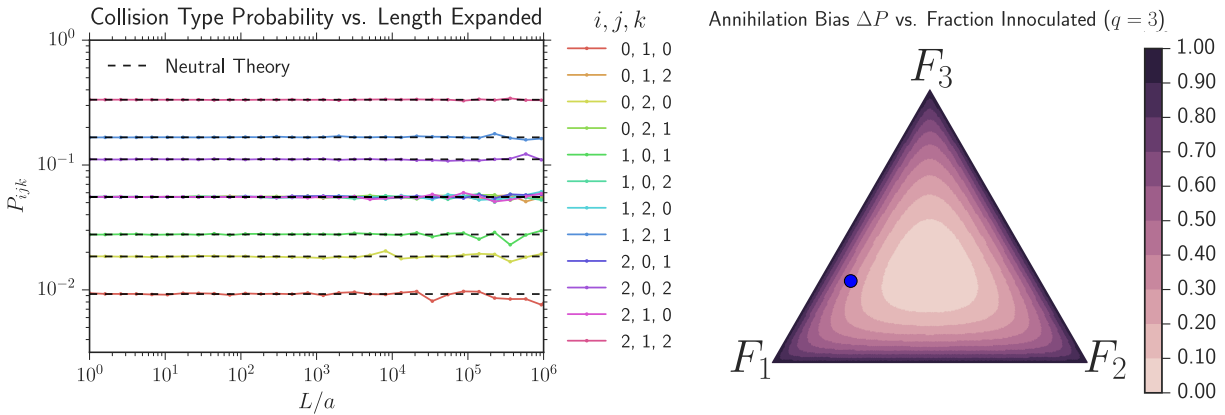 Collision Type Probability vs. Length Expanded
10^0
10^{-1}
10^{-2}
P_{ijk}
Neutral Theory
10^0 10^1 10^2 10^3 10^4 10^5 10^6
L/a
i, j, k
0, 1, 0
0, 1, 2
0, 2, 0
0, 2, 1
1, 0, 1
1, 0, 2
1, 2, 0
1, 2, 1
2, 0, 1
2, 0, 2
2, 1, 0
2, 1, 2
Annihilation Bias ΔP vs. Fraction Innoculated (q = 3)
F_3
F_1
F_2
1.00
0.90
0.80
0.70
0.60
0.50
0.40
0.30
0.20
0.10
0.00